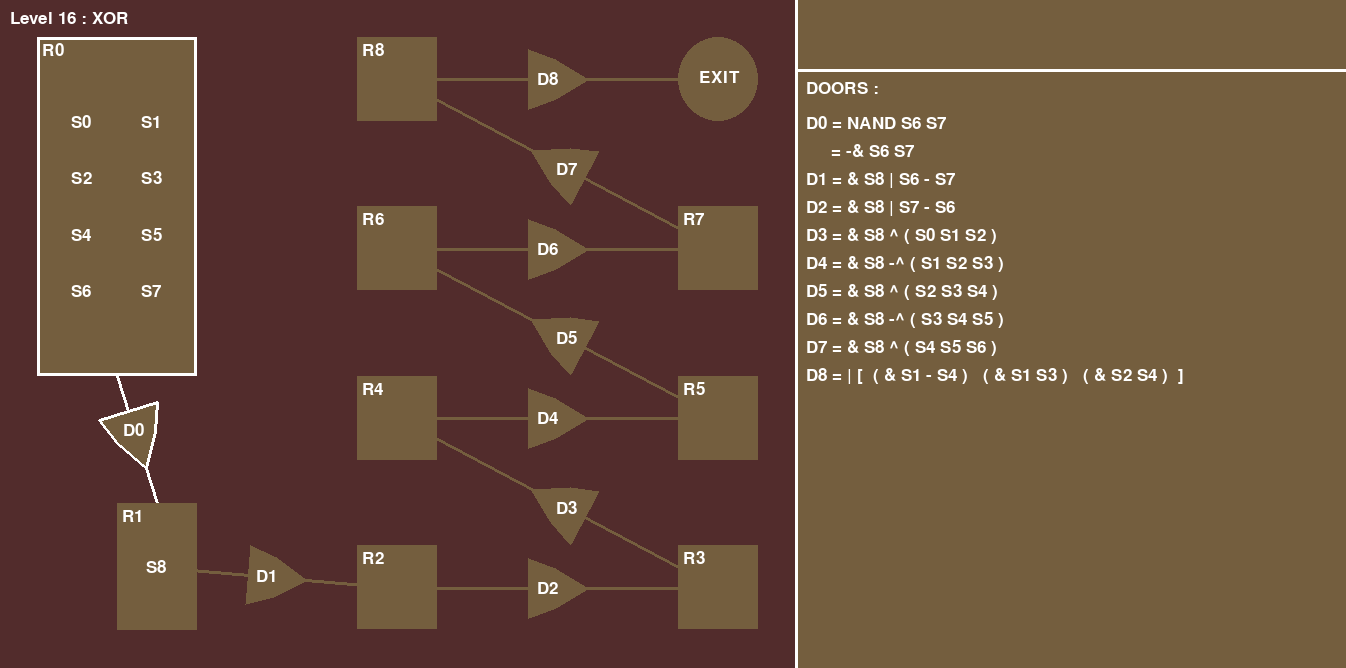 Level 16 : XOR
R0
S0 S1
S2 S3
S4 S5
S6 S7
D0
R1
S8
D1
R8
D8
EXIT
D7
R6
D6
R7
D5
R4
D4
R5
D3
R2
D2
R3
DOORS :
D0 = NAND S6 S7
= -& S6 S7
D1 = & S8 | S6 - S7
D2 = & S8 | S7 - S6
D3 = & S8 ^ ( S0 S1 S2 )
D4 = & S8 -^ ( S1 S2 S3 )
D5 = & S8 ^ ( S2 S3 S4 )
D6 = & S8 -^ ( S3 S4 S5 )
D7 = & S8 ^ ( S4 S5 S6 )
D8 = | [ ( & S1 - S4 ) ( & S1 S3 ) ( & S2 S4 ) ]